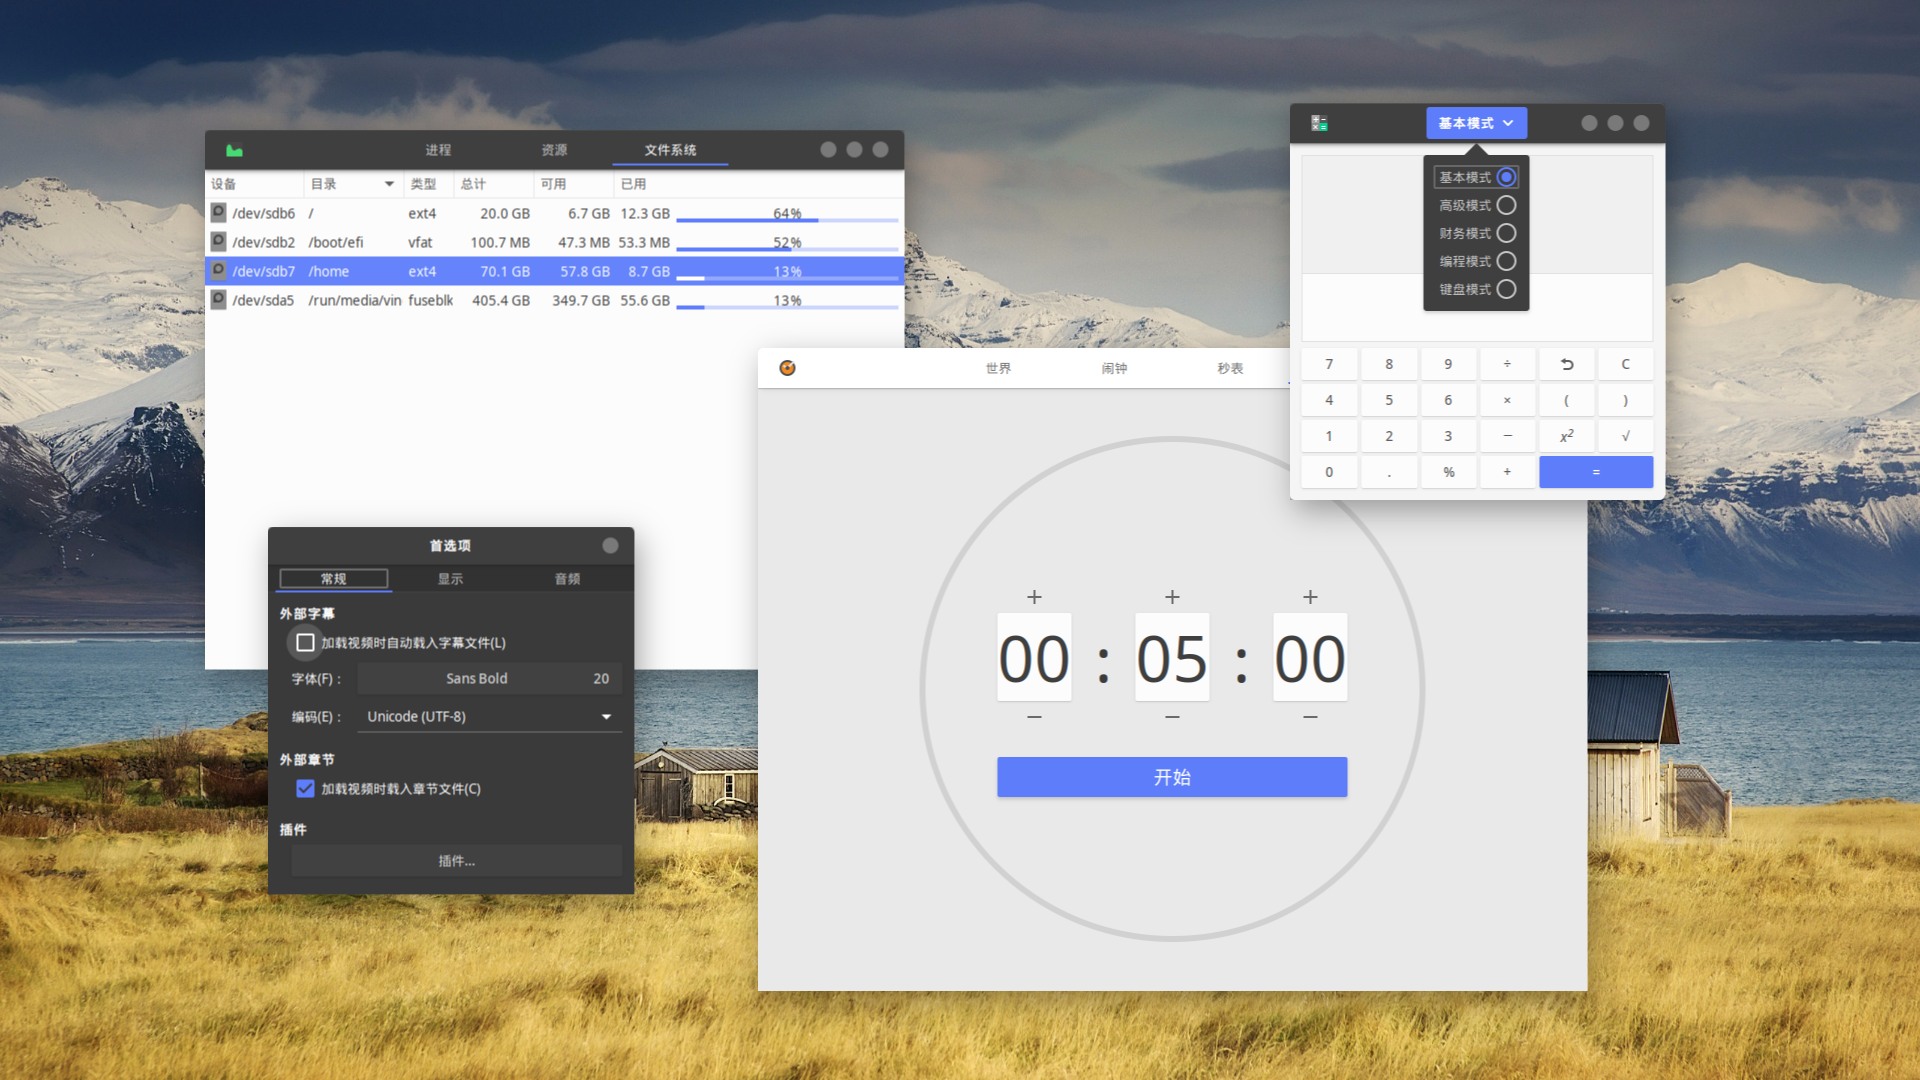 进程 资源 文件系统
设备 目录 类型 总计 可用 已用
/dev/sdb6 / ext4 20.0 GB 6.7 GB 12.3 GB 64%
/dev/sdb2 /boot/efi vfat 100.7 MB 47.3 MB 53.3 MB 52%
/dev/sdb7 /home ext4 70.1 GB 57.8 GB 8.7 GB 13%
/dev/sda5 /run/media/vin fuseblk 405.4 GB 349.7 GB 55.6 GB 13%
首选项
常规 显示 音频
外部字幕
加载视频时自动载入字幕文件(L)
字体(F)： Sans Bold 20
编码(E)： Unicode (UTF-8)
外部章节
加载视频时载入章节文件(C)
插件
插件...
世界 闹钟 秒表
+ + +
00 : 05 : 00
− − −
开始
基本模式
基本模式
高级模式
财务模式
编程模式
键盘模式
7 8 9 ÷ C
4 5 6 × ( )
1 2 3 − x² √
0 . % + =